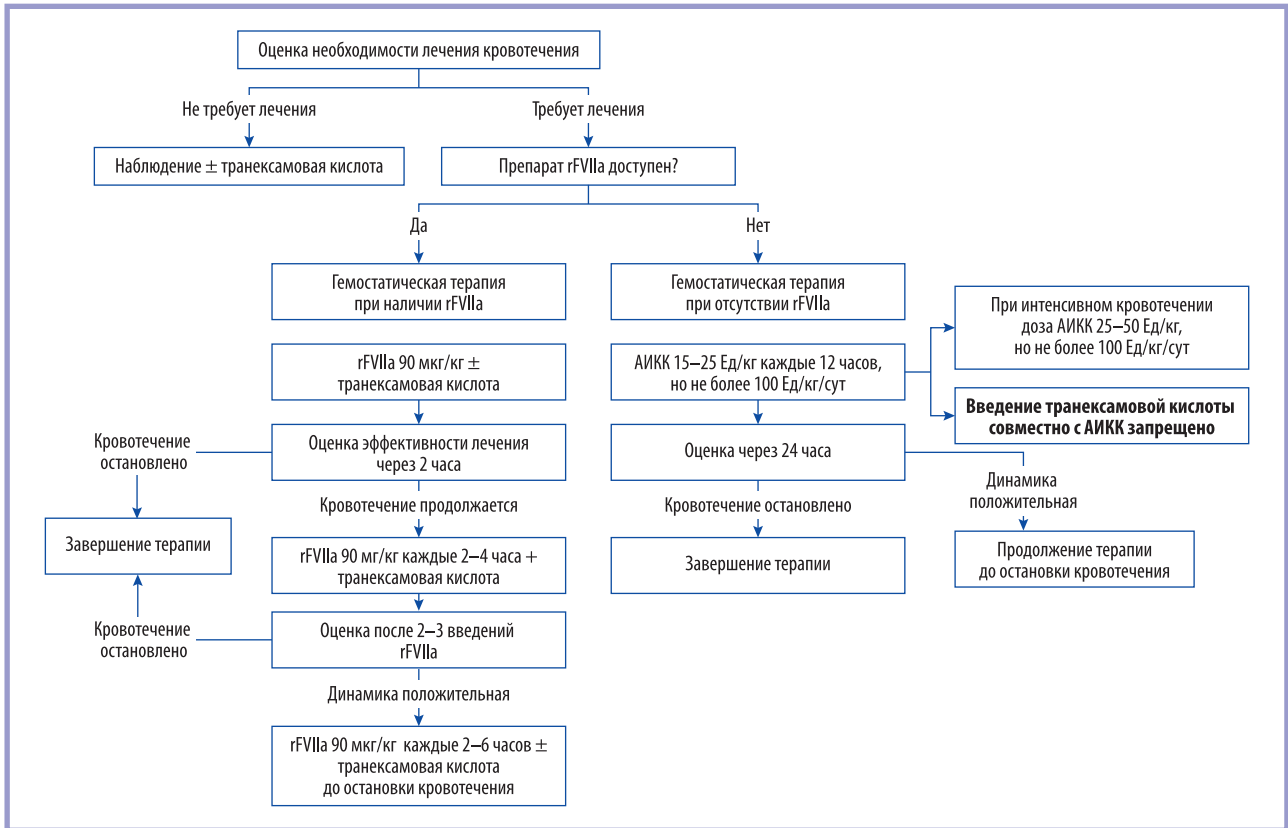 Оценка необходимости лечения кровотечения
Не требует лечения
Требует лечения
Наблюдение ± транексамовая кислота
Препарат rFVIIa доступен?
Да
Нет
Гемостатическая терапия
при наличии rFVIIa
Гемостатическая терапия
при отсутствии rFVIIa
При интенсивном кровотечении
доза АИКК 25–50 Ед/кг,
но не более 100 Ед/кг/сут
rFVIIa 90 мкг/кг ±
транексамовая кислота
АИКК 15–25 Ед/кг каждые 12 часов,
но не более 100 Ед/кг/сут
Введение транексамовой кислоты
совместно с АИКК запрещено
Кровотечение
остановлено
Оценка эффективности лечения
через 2 часа
Оценка через 24 часа
Динамика
положительная
Кровотечение продолжается
Кровотечение остановлено
Завершение терапии
rFVIIa 90 мг/кг каждые 2–4 часа +
транексамовая кислота
Завершение терапии
Продолжение терапии
до остановки кровотечения
Кровотечение
остановлено
Оценка после 2–3 введений
rFVIIa
Динамика положительная
rFVIIa 90 мкг/кг каждые 2–6 часов ±
транексамовая кислота
до остановки кровотечения